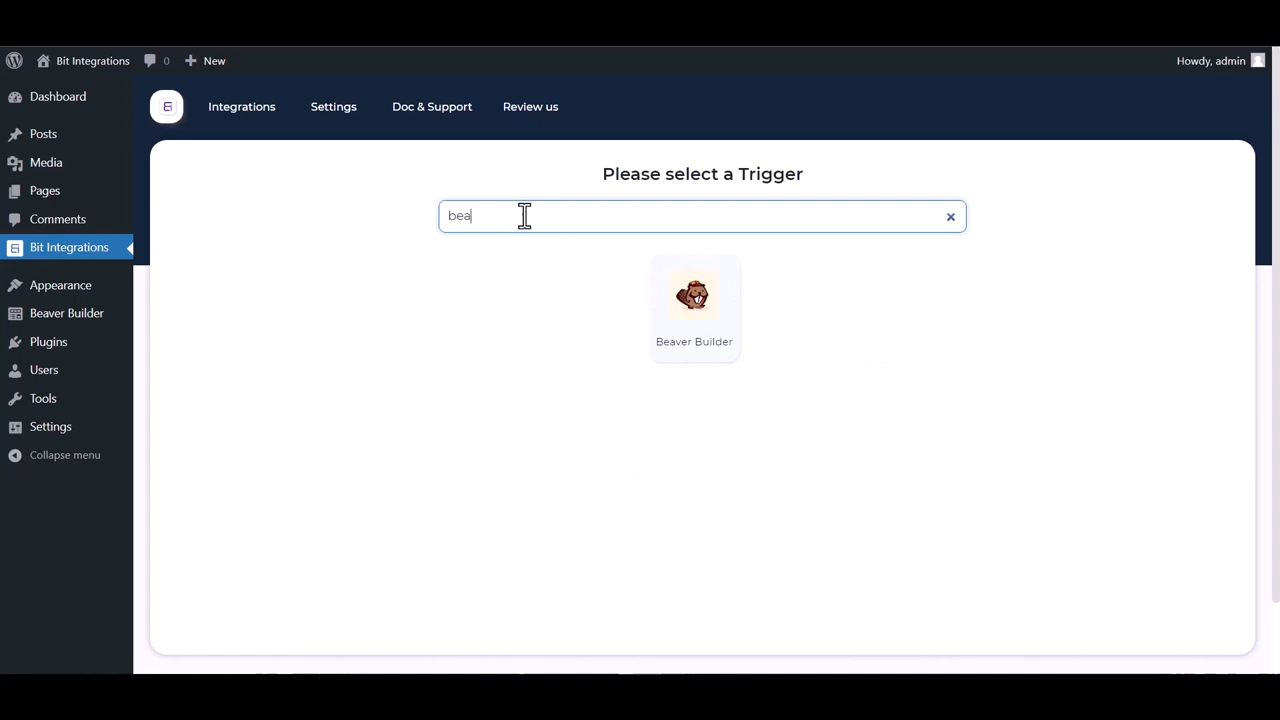 Bit Integrations
0
New
Howdy, admin
Dashboard
Posts
Media
Pages
Comments
Bit Integrations
Appearance
Beaver Builder
Plugins
Users
Tools
Settings
Collapse menu
Integrations
Settings
Doc & Support
Review us
Please select a Trigger
bea
Beaver Builder